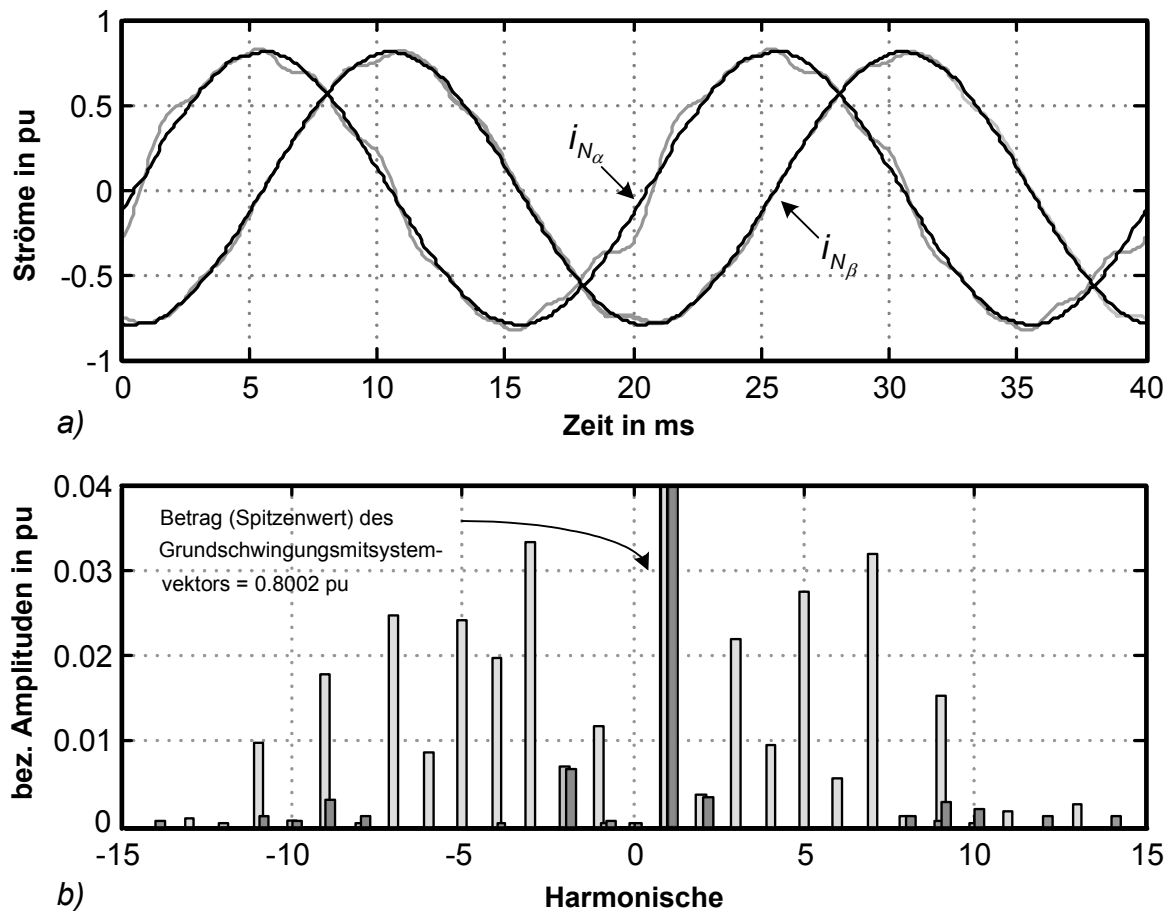 1
0.5
0
-0.5
-1
Ströme in pu
iNα
iNβ
0 5 10 15 20 25 30 35 40
a) Zeit in ms
0.04
0.03
0.02
0.01
0
bez. Amplituden in pu
Betrag (Spitzenwert) des
Grundschwingungsmitsystem-
vektors = 0.8002 pu
-15 -10 -5 0 5 10 15
b) Harmonische